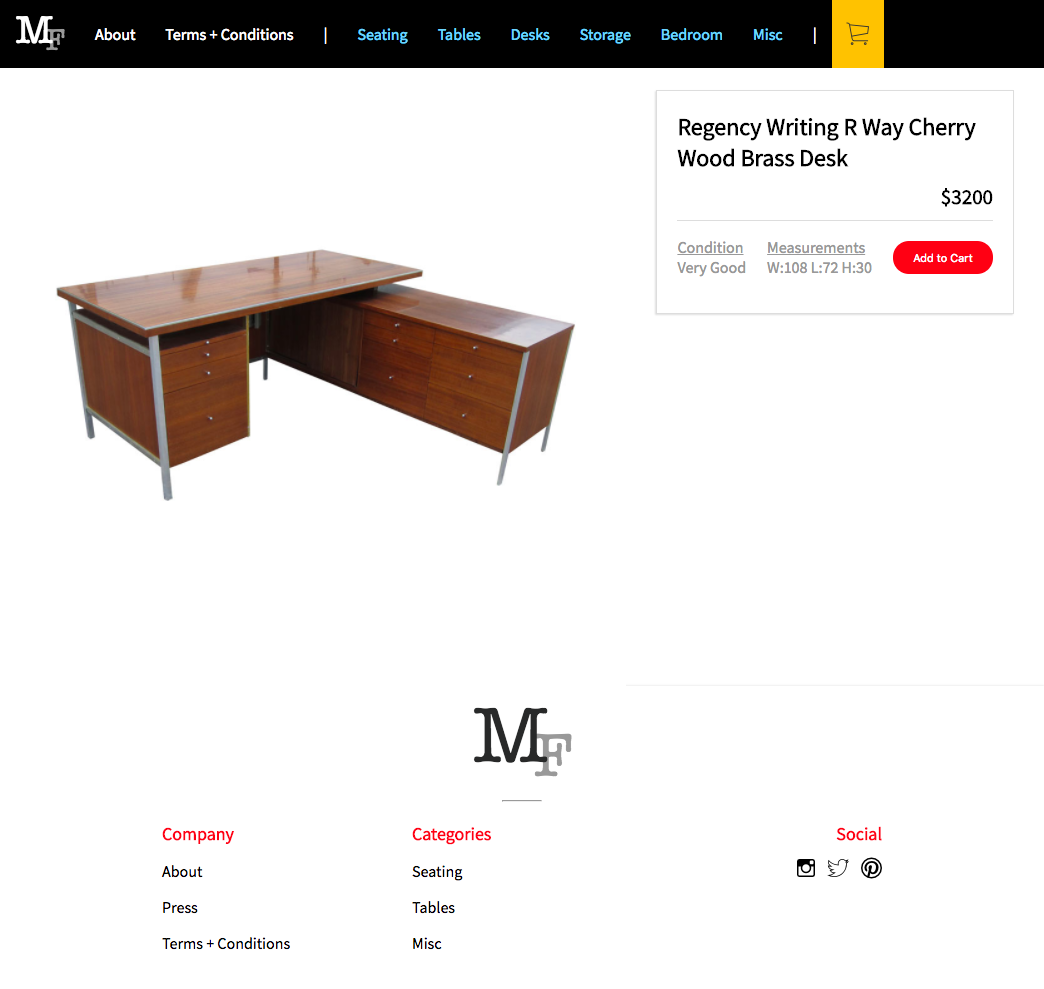 MF
About Terms + Conditions | Seating Tables Desks Storage Bedroom Misc |
Regency Writing R Way Cherry
Wood Brass Desk
$3200
Condition Measurements
Very Good W:108 L:72 H:30
Add to Cart
MF
Company
About
Press
Terms + Conditions
Categories
Seating
Tables
Misc
Social